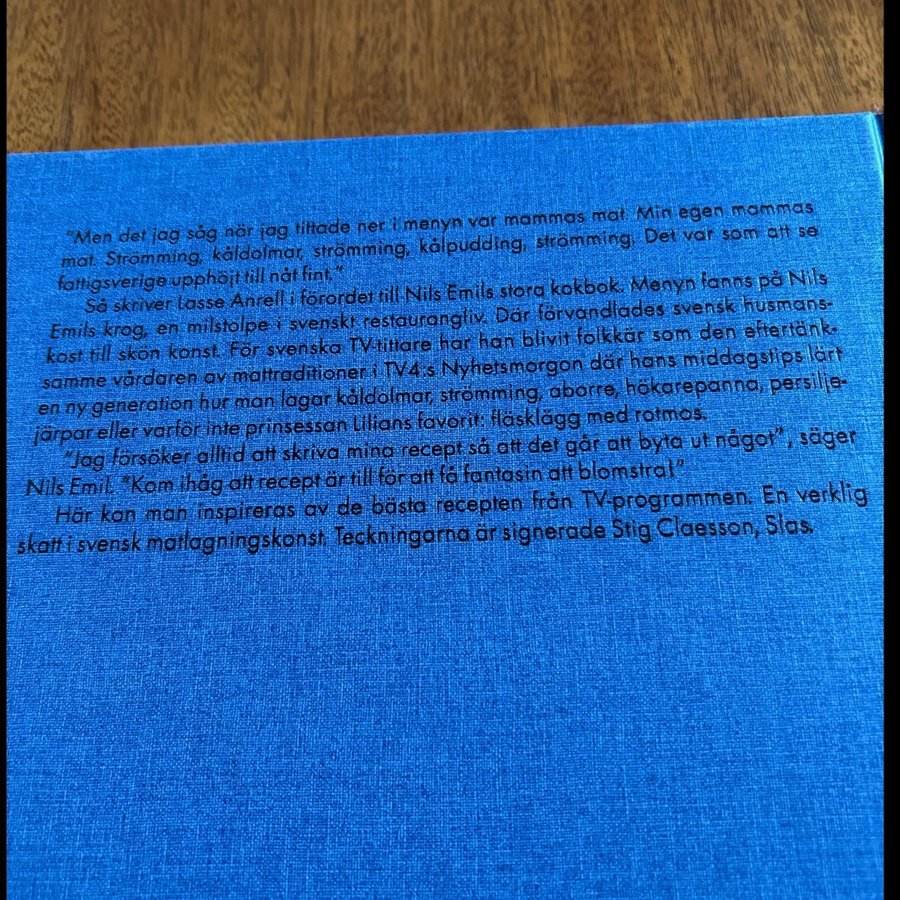 "Men det jag såg när jag tittade ner i menyn var mammas mat. Min egen mammas
mat. Strömming, kåldolmar, strömming, kålpudding, strömming. Det var som att se
fattigsverige upphöjt till nåt fint."
Så skriver Lasse Anrell i förordet till Nils Emils stora kokbok. Menyn fanns på Nils
Emils krog, en milstolpe i svenskt restaurangliv. Där förvandlades svensk husmans-
kost till skön konst. För svenska TV-tittare har han blivit folkkär som den eftertänk-
samme vårdaren av mattraditioner i TV4:s Nyhetsmorgon där hans middagstips lärt
en ny generation hur man lagar kåldolmar, strömming, aborre, hökarepanna, persilje-
järpar eller varför inte prinsessan Lilians favorit: fläsklägg med rotmos.
"Jag försöker alltid att skriva mina recept så att det går att byta ut något", säger
Nils Emil. "Kom ihåg att recept är till för att få fantasin att blomstra!"
Här kan man inspireras av de bästa recepten från TV-programmen. En verklig
skatt i svensk matlagningskonst. Teckningarna är signerade Stig Claesson, Slas.